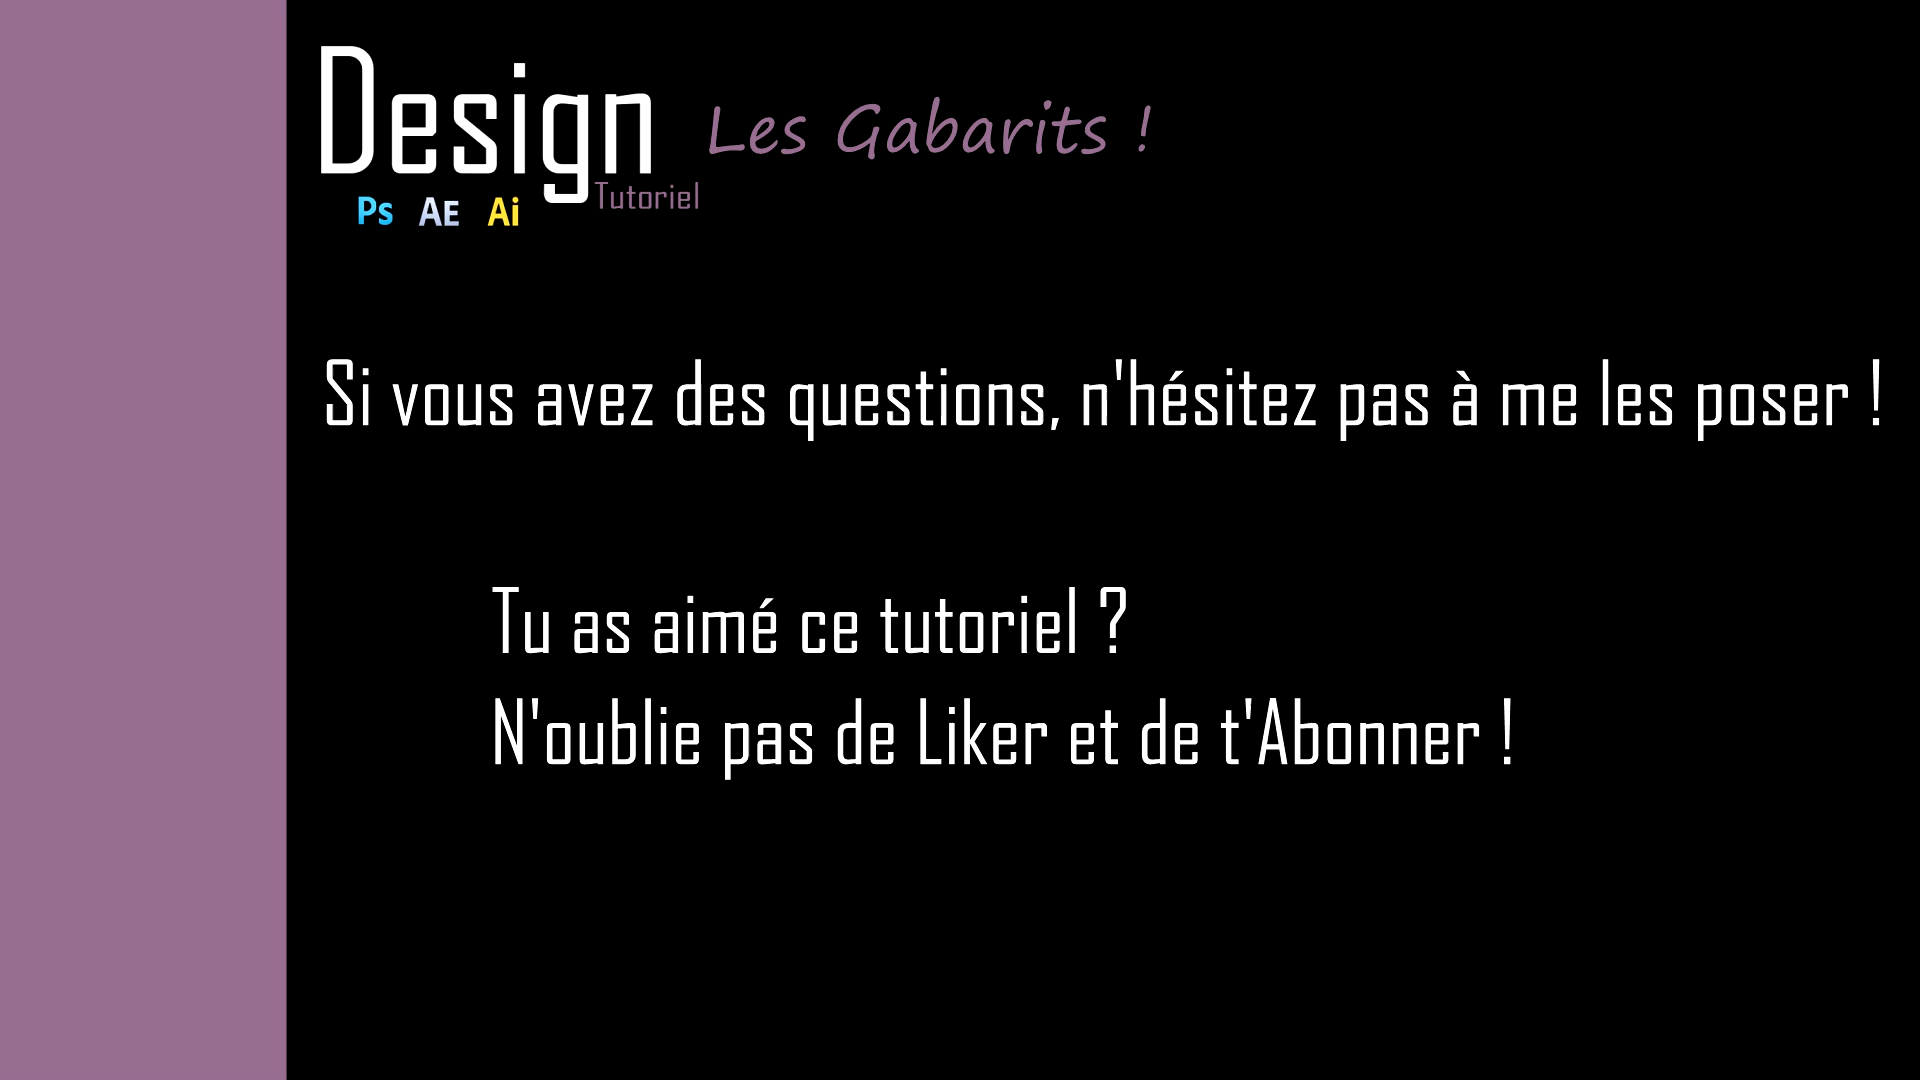 Design
Les Gabarits !
Tutoriel
Ps AE Ai
Si vous avez des questions, n'hésitez pas à me les poser !
Tu as aimé ce tutoriel ?
N'oublie pas de Liker et de t'Abonner !